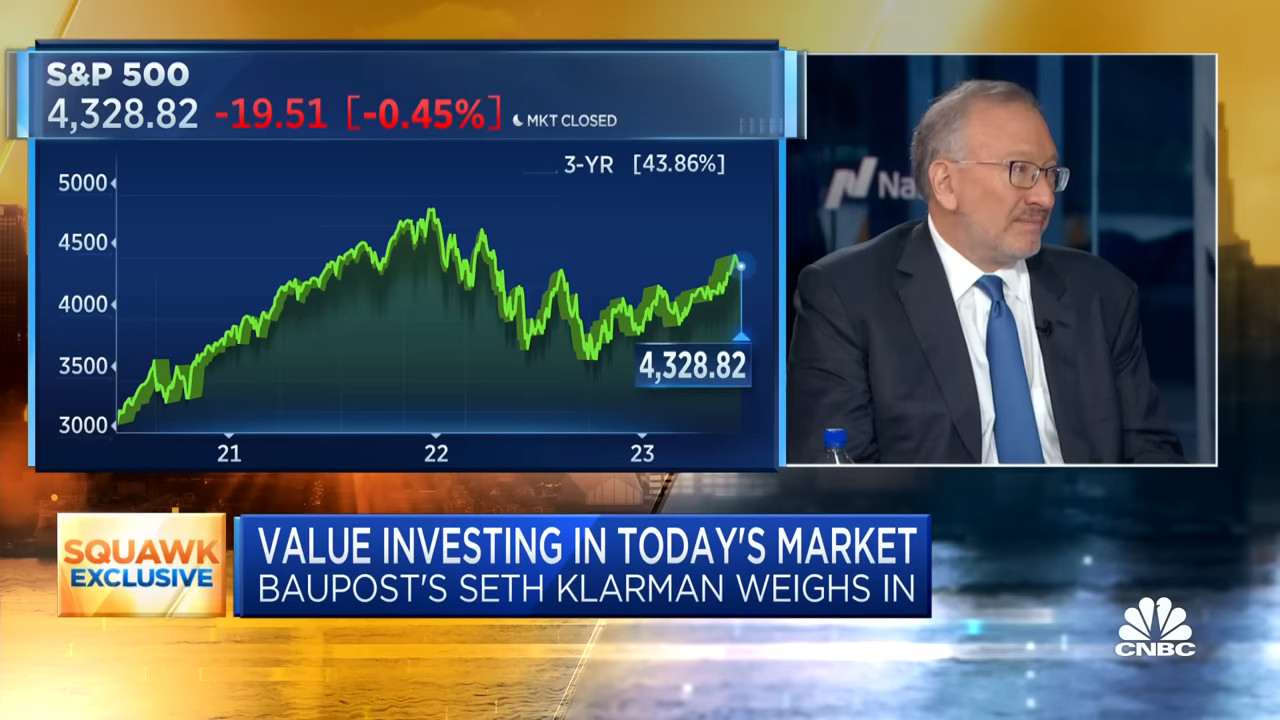 S&P 500
4,328.82 -19.51 [-0.45%] MKT CLOSED
3-YR [43.86%]
5000
4500
4000
3500
3000
4,328.82
21 22 23
SQUAWK
EXCLUSIVE
VALUE INVESTING IN TODAY'S MARKET
BAUPOST'S SETH KLARMAN WEIGHS IN
CNBC